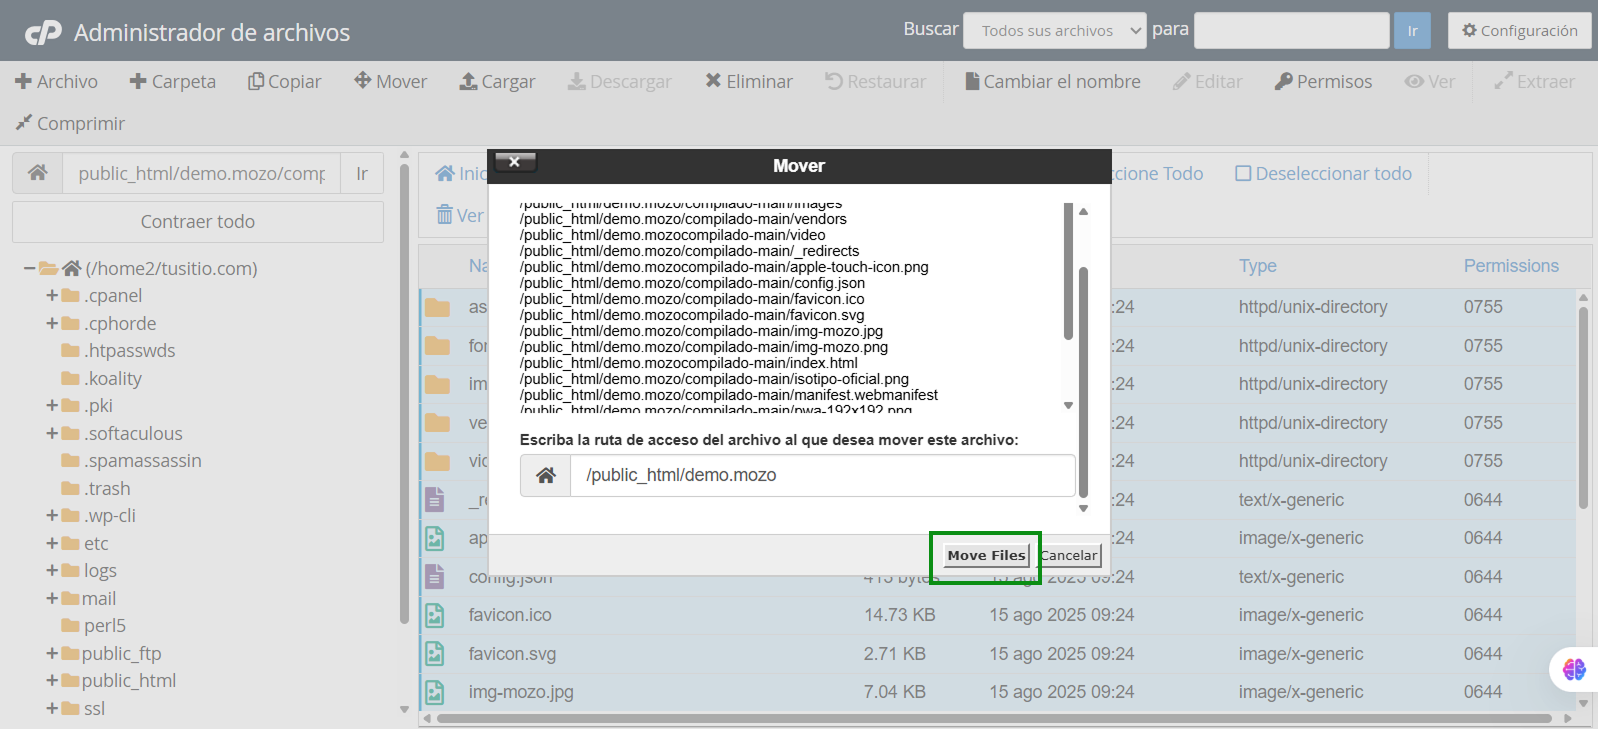 cP Administrador de archivos
Buscar Todos sus archivos para Ir Configuración
Archivo Carpeta Copiar Mover Cargar Descargar Eliminar Restaurar Cambiar el nombre Editar Permisos Ver Extraer
Comprimir
public_html/demo.mozo/comp Ir
Contraer todo
(/home2/tusitio.com)
.cpanel
.cphorde
.htpasswds
.koality
.pki
.softaculous
.spamassassin
.trash
.wp-cli
etc
logs
mail
perl5
public_ftp
public_html
ssl
Inic
ccione Todo Deseleccionar todo
Ver
Mover
/public_html/demo.mozo/compilado-main/images
/public_html/demo.mozo/compilado-main/vendors
/public_html/demo.mozocompilado-main/video
/public_html/demo.mozo/compilado-main/_redirects
/public_html/demo.mozocompilado-main/apple-touch-icon.png
/public_html/demo.mozo/compilado-main/config.json
/public_html/demo.mozo/compilado-main/favicon.ico
/public_html/demo.mozocompilado-main/favicon.svg
/public_html/demo.mozo/compilado-main/img-mozo.jpg
/public_html/demo.mozo/compilado-main/img-mozo.png
/public_html/demo.mozo/compilado-main/index.html
/public_html/demo.mozo/compilado-main/isotipo-oficial.png
/public_html/demo.mozo/compilado-main/manifest.webmanifest
/public_html/demo.mozo/compilado-main/pwa-192x192.png
Escriba la ruta de acceso del archivo al que desea mover este archivo:
/public_html/demo.mozo
Move Files Cancelar
Na Type Permissions
as :24 httpd/unix-directory 0755
for :24 httpd/unix-directory 0755
im :24 httpd/unix-directory 0755
ve :24 httpd/unix-directory 0755
vid :24 httpd/unix-directory 0755
_re :24 text/x-generic 0644
ap :24 image/x-generic 0644
config.json 413 bytes 15 ago 2025 09:24 text/x-generic 0644
favicon.ico 14.73 KB 15 ago 2025 09:24 image/x-generic 0644
favicon.svg 2.71 KB 15 ago 2025 09:24 image/x-generic 0644
img-mozo.jpg 7.04 KB 15 ago 2025 09:24 image/x-generic 0644